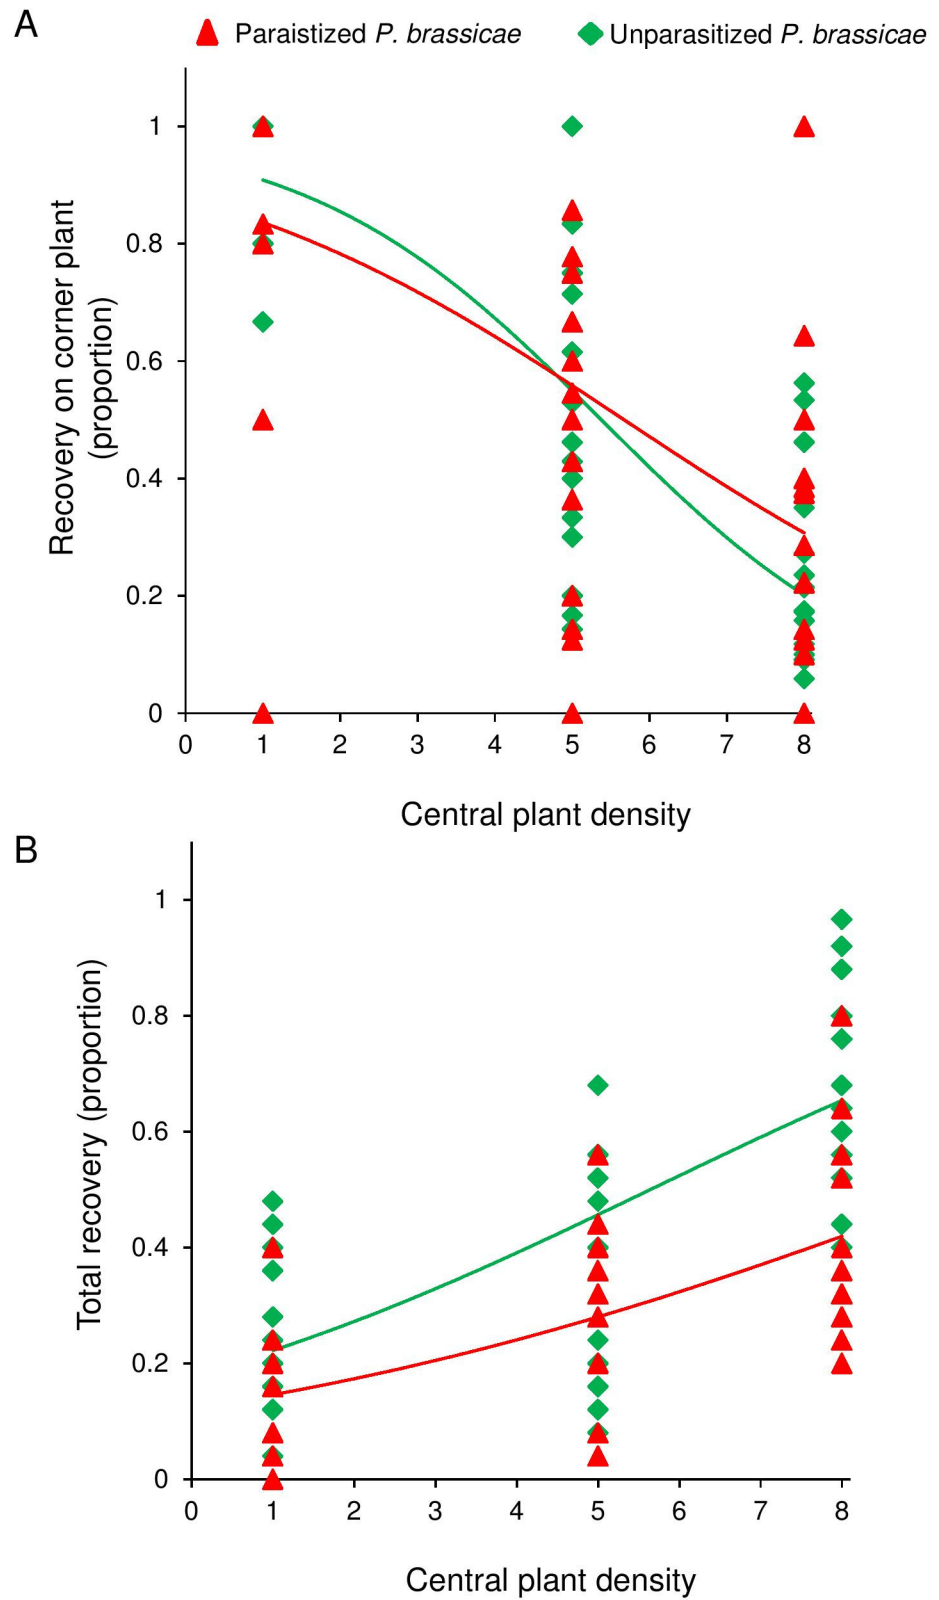 A
Paraistized P. brassicae
Unparasitized P. brassicae
Recovery on corner plant
(proportion)
1
0.8
0.6
0.4
0.2
0
0 1 2 3 4 5 6 7 8
Central plant density
B
Total recovery (proportion)
1
0.8
0.6
0.4
0.2
0
0 1 2 3 4 5 6 7 8
Central plant density